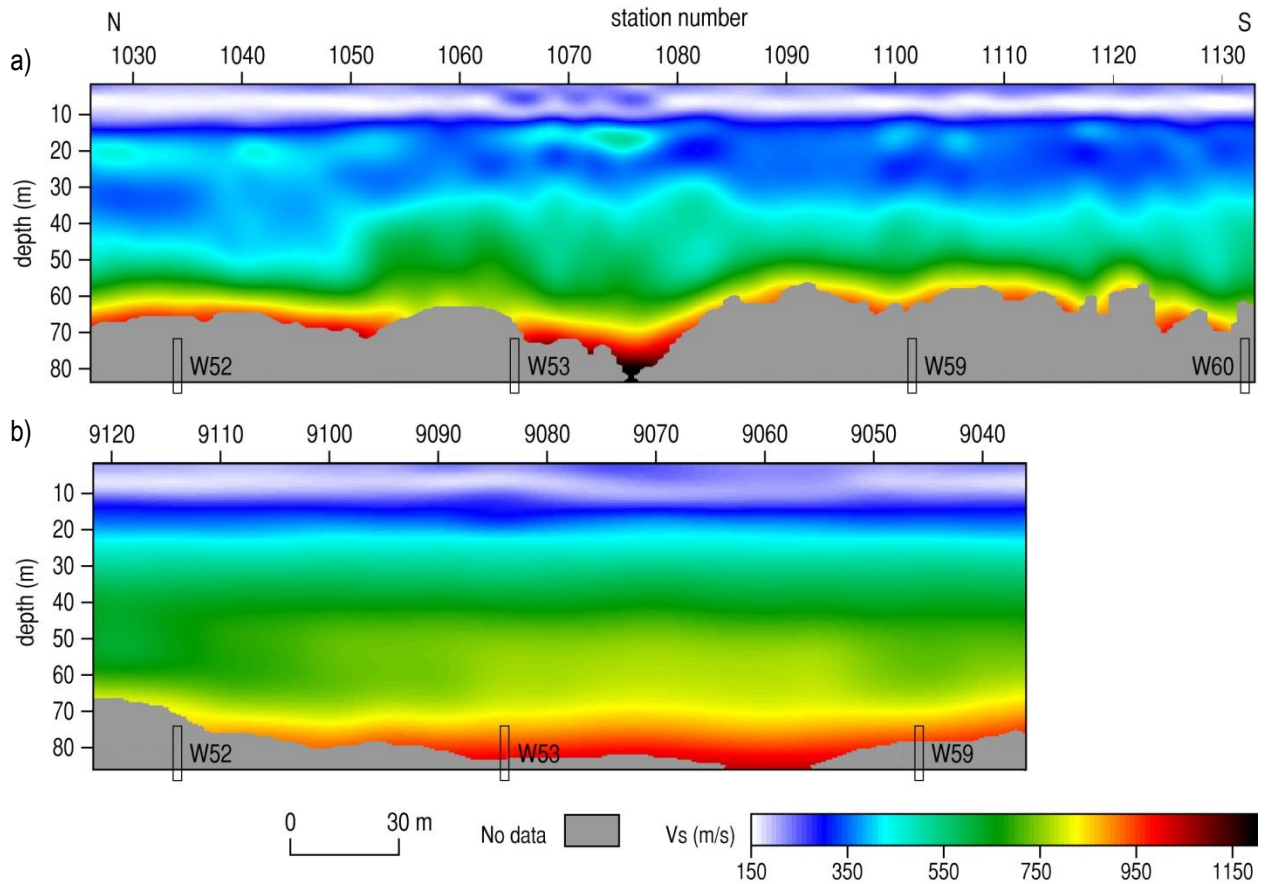 N station number S
a)
1030 1040 1050 1060 1070 1080 1090 1100 1110 1120 1130
depth (m)
10
20
30
40
50
60
70
80
W52 W53 W59 W60
b)
9120 9110 9100 9090 9080 9070 9060 9050 9040
depth (m)
10
20
30
40
50
60
70
80
W52 W53 W59
0 30 m
No data
Vs (m/s)
150 350 550 750 950 1150